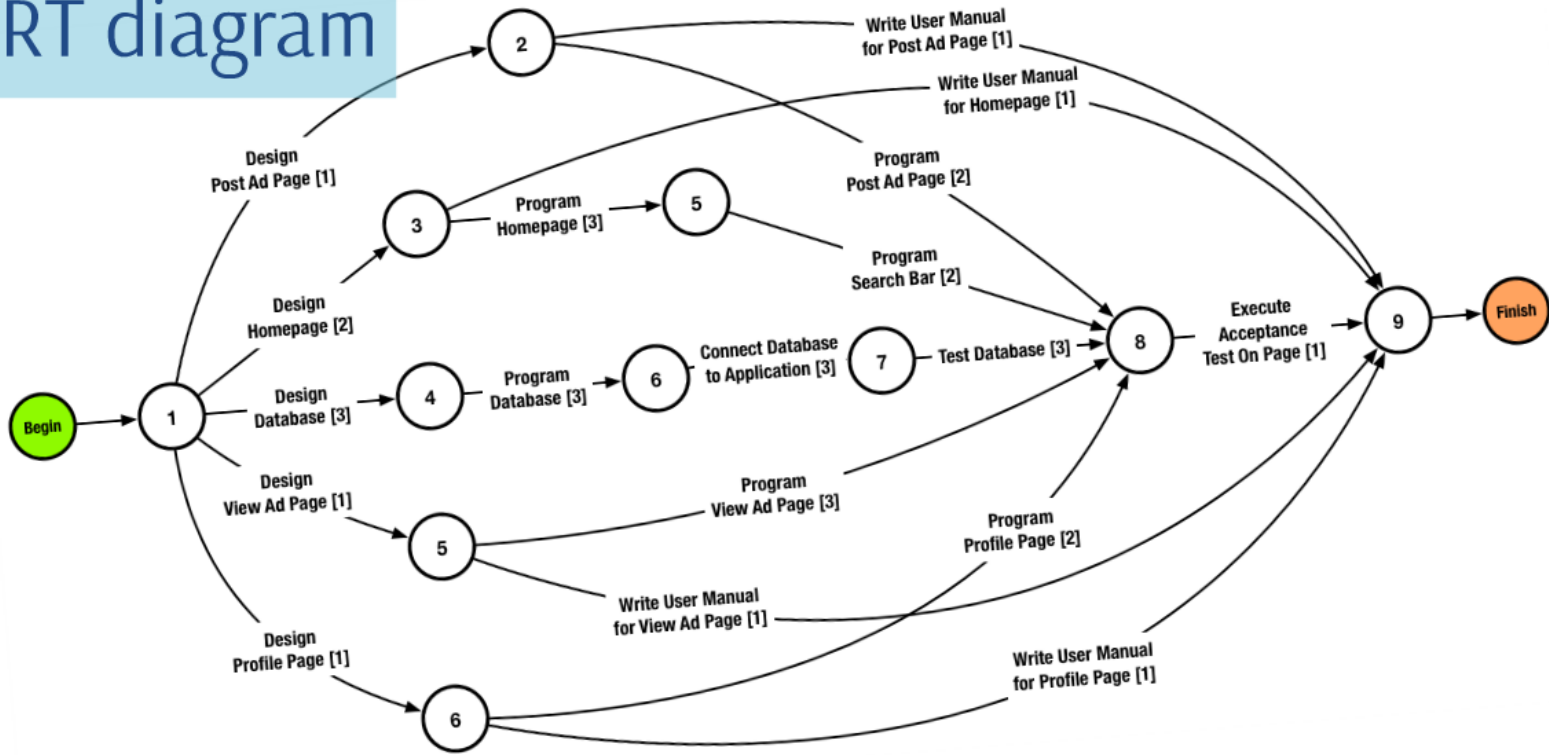 RT diagram
2
Write User Manual
for Post Ad Page [1]
Write User Manual
for Homepage [1]
Design
Post Ad Page [1]
Program
Post Ad Page [2]
3
Program
Homepage [3]
5
Program
Search Bar [2]
Design
Homepage [2]
Execute
Acceptance
Test On Page [1]
9
Finish
8
Connect Database
to Application [3]
7
Test Database [3]
6
Program
Database [3]
4
Design
Database [3]
1
Begin
Design
View Ad Page [1]
Program
View Ad Page [3]
5
Program
Profile Page [2]
Write User Manual
for View Ad Page [1]
Design
Profile Page [1]
Write User Manual
for Profile Page [1]
6